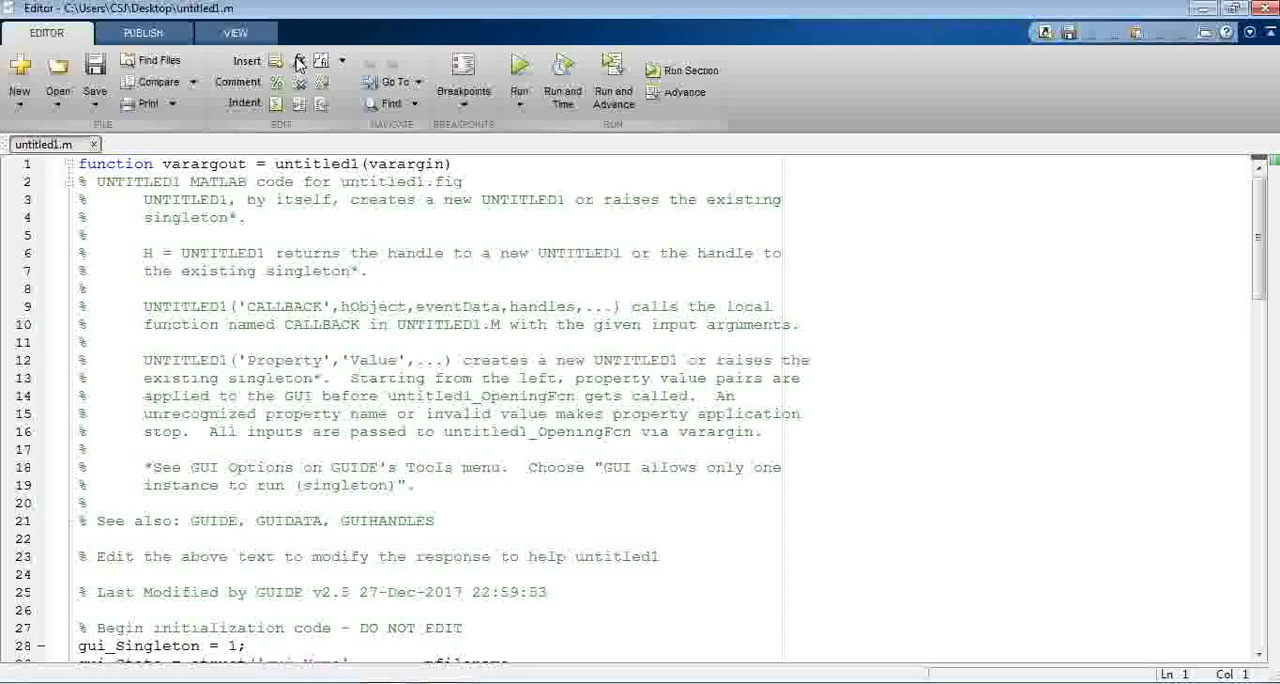 Editor - C:\Users\CSJ\Desktop\untitled1.m
EDITOR PUBLISH VIEW
New Open Save Find Files Compare Print
FILE
Insert Comment Indent
EDIT
Go To Find
NAVIGATE
Breakpoints
BREAKPOINTS
Run Run and Time Run and Advance Run Section Advance
RUN
untitled1.m
1 function varargout = untitled1(varargin)
2 % UNTITLED1 MATLAB code for untitled1.fig
3 % UNTITLED1, by itself, creates a new UNTITLED1 or raises the existing
4 % singleton*.
5 %
6 % H = UNTITLED1 returns the handle to a new UNTITLED1 or the handle to
7 % the existing singleton*.
8 %
9 % UNTITLED1('CALLBACK',hObject,eventData,handles,...) calls the local
10 % function named CALLBACK in UNTITLED1.M with the given input arguments.
11 %
12 % UNTITLED1('Property','Value',...) creates a new UNTITLED1 or raises the
13 % existing singleton*. Starting from the left, property value pairs are
14 % applied to the GUI before untitled1_OpeningFcn gets called. An
15 % unrecognized property name or invalid value makes property application
16 % stop. All inputs are passed to untitled1_OpeningFcn via varargin.
17 %
18 % *See GUI Options on GUIDE's Tools menu. Choose "GUI allows only one
19 % instance to run (singleton)".
20 %
21 % See also: GUIDE, GUIDATA, GUIHANDLES
22
23 % Edit the above text to modify the response to help untitled1
24
25 % Last Modified by GUIDE v2.5 27-Dec-2017 22:59:53
26
27 % Begin initialization code - DO NOT EDIT
28 gui_Singleton = 1;
Ln 1 Col 1